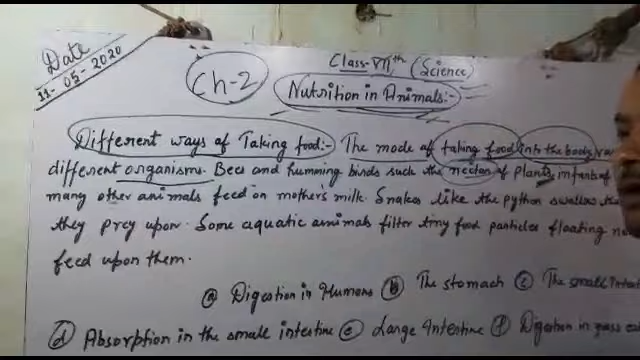 Date
11-05-2020
Class-VIIth (Science)
Ch-2
Nutrition in Animals:-
Different ways of Taking food:- The mode of taking food into the body
different organisms. Bees and humming birds suck the nectar of plants, infants of
many other animals feed on mother's milk. Snakes like the python swallow the
they prey upon. Some aquatic animals filter tiny food particles floating
feed upon them.
(a) Digestion in Humans (b) The stomach (c) The small
(d) Absorption in the small intestine (e) Large Intestine (f) Digestion in grass